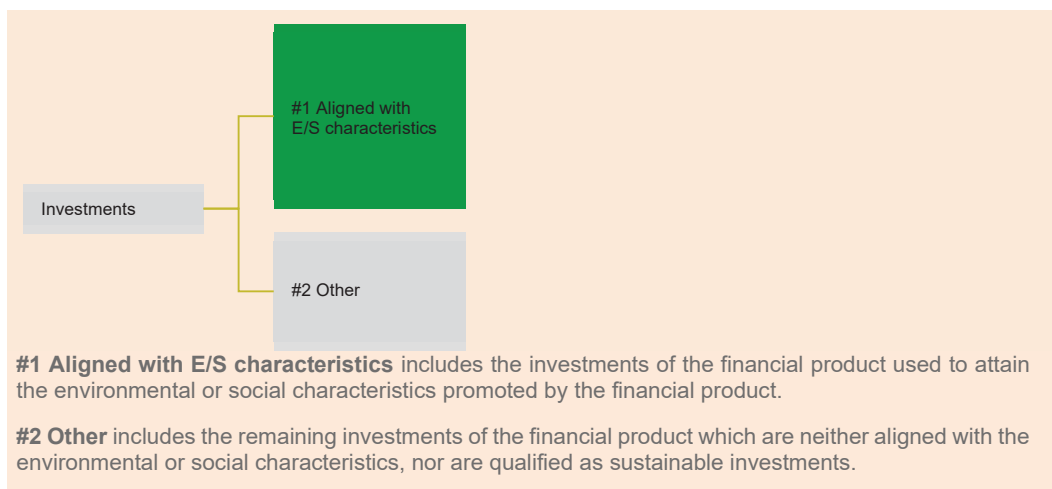 #1 Aligned with
E/S characteristics
Investments
#2 Other
#1 Aligned with E/S characteristics includes the investments of the financial product used to attain
the environmental or social characteristics promoted by the financial product.
#2 Other includes the remaining investments of the financial product which are neither aligned with the
environmental or social characteristics, nor are qualified as sustainable investments.